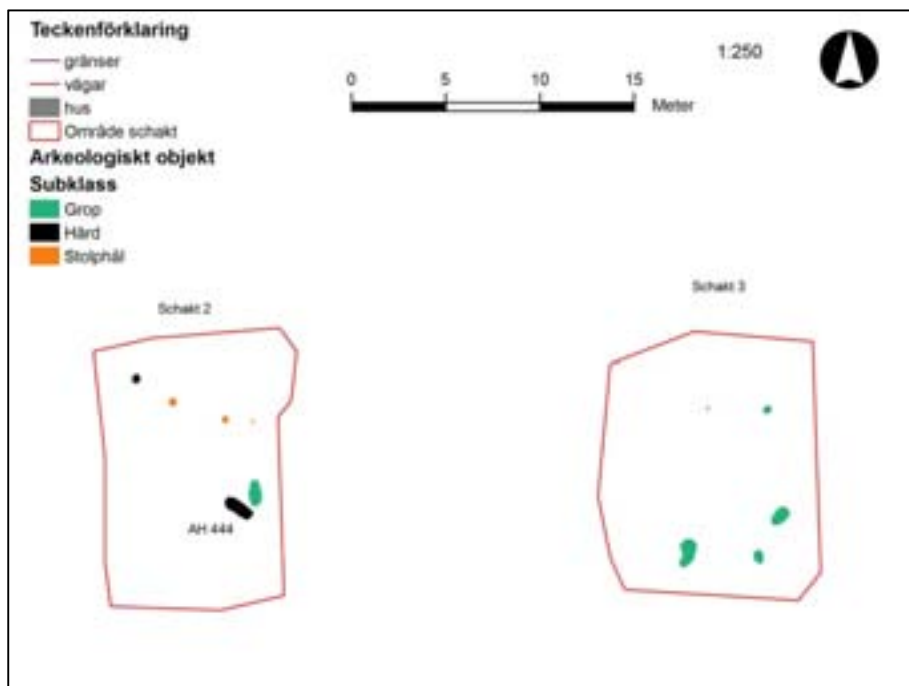 Teckenförklaring
gränser
vägar
hus
Område schakt
Arkeologiskt objekt
Subklass
Grop
Härd
Stolphål
0 5 10 15
Meter
1:250
Schakt 2
Schakt 3
AH 444